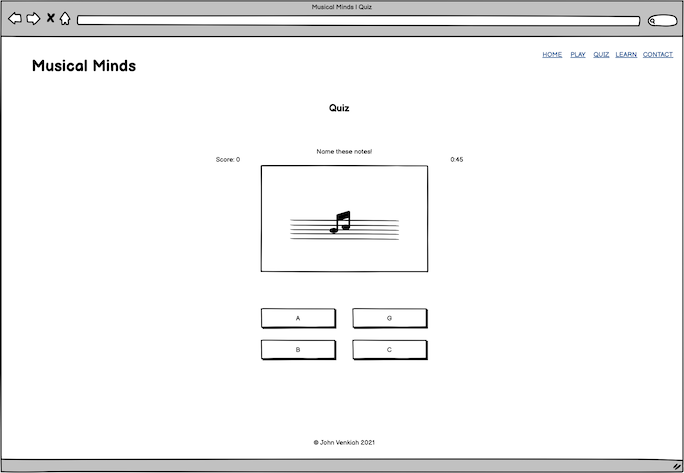 Musical Minds | Quiz
HOME PLAY QUIZ LEARN CONTACT
Musical Minds
Quiz
Name these notes!
Score: 0 0:45
A G
B C
© John Venkiah 2021